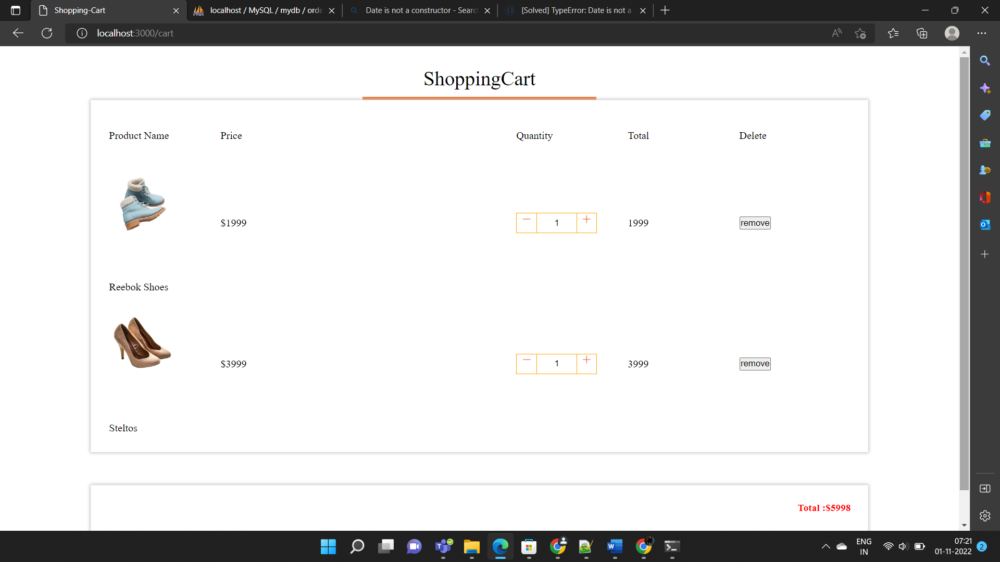 Shopping-Cart
localhost / MySQL / mydb / orde
Date is not a constructor - Searc
[Solved] TypeError: Date is not a
localhost:3000/cart
ShoppingCart
Product Name Price Quantity Total Delete
$1999 1 1999 remove
Reebok Shoes
$3999 1 3999 remove
Steltos
Total :$5998
ENG
IN
07:21
01-11-2022
2